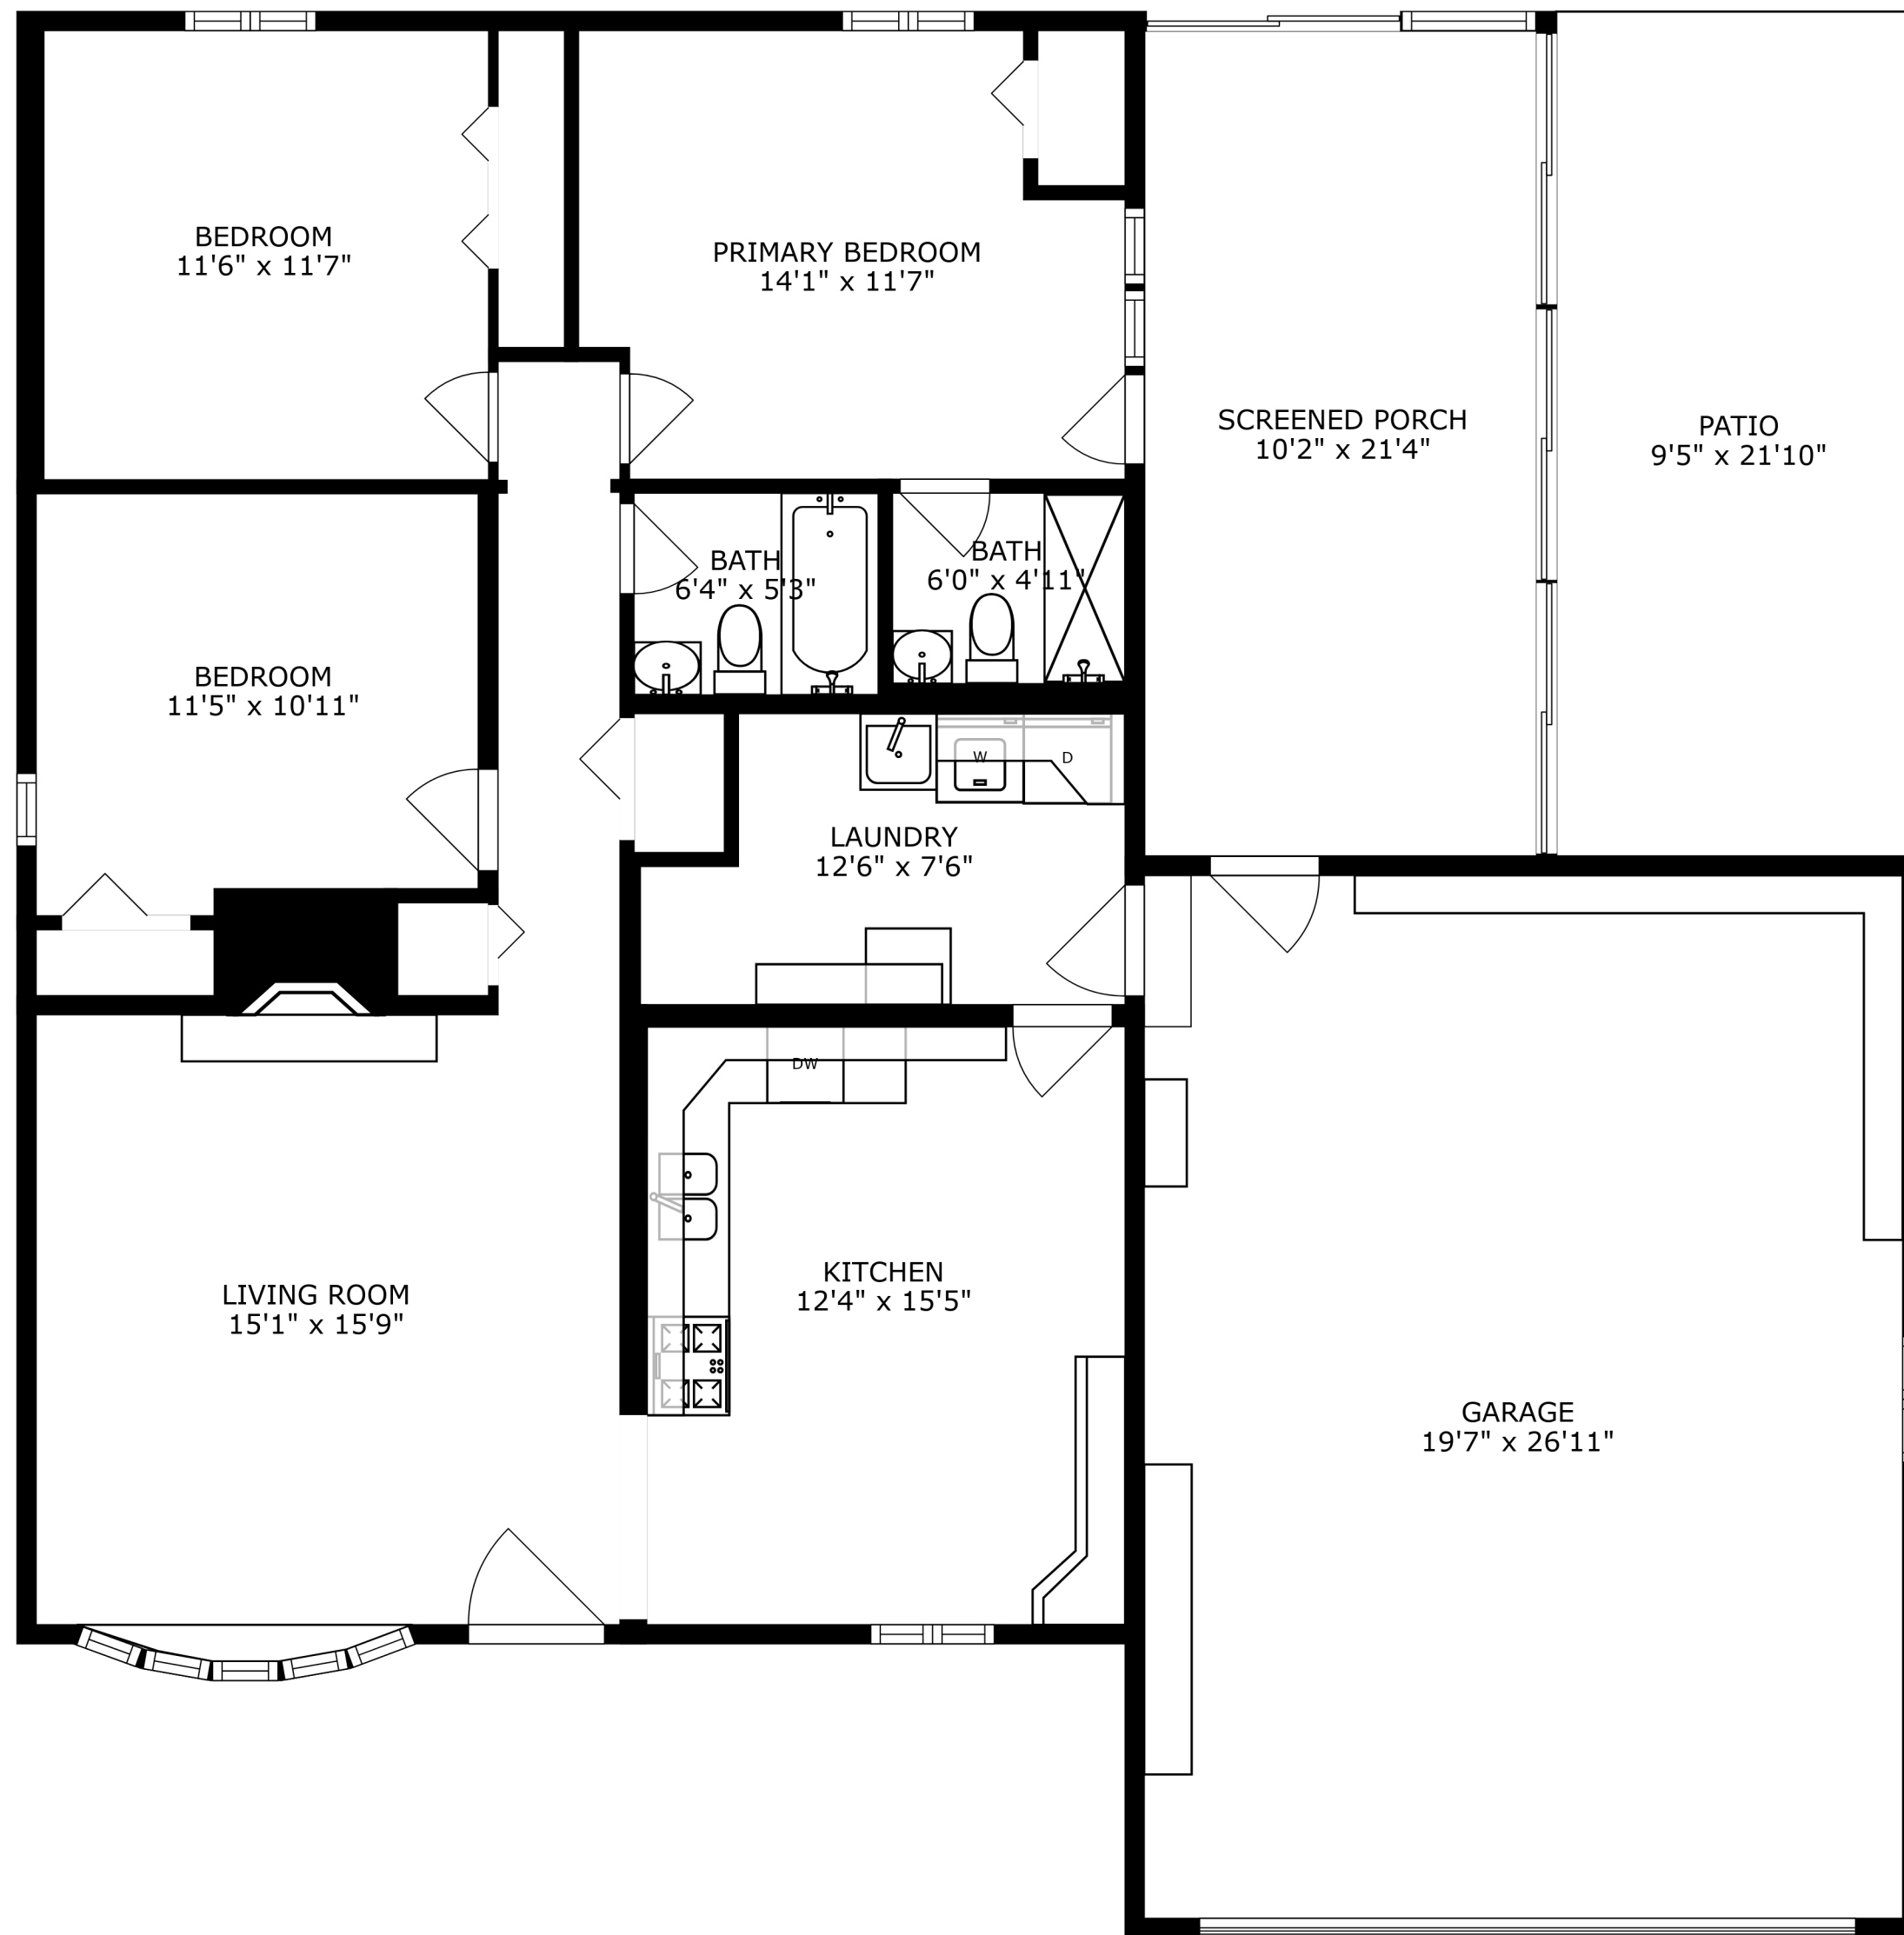 BEDROOM
11'6" x 11'7"
PRIMARY BEDROOM
14'1" x 11'7"
SCREENED PORCH
10'2" x 21'4"
PATIO
9'5" x 21'10"
BATH
6'4" x 5'3"
BATH
6'0" x 4'11"
BEDROOM
11'5" x 10'11"
W
D
LAUNDRY
12'6" x 7'6"
DW
KITCHEN
12'4" x 15'5"
LIVING ROOM
15'1" x 15'9"
GARAGE
19'7" x 26'11"